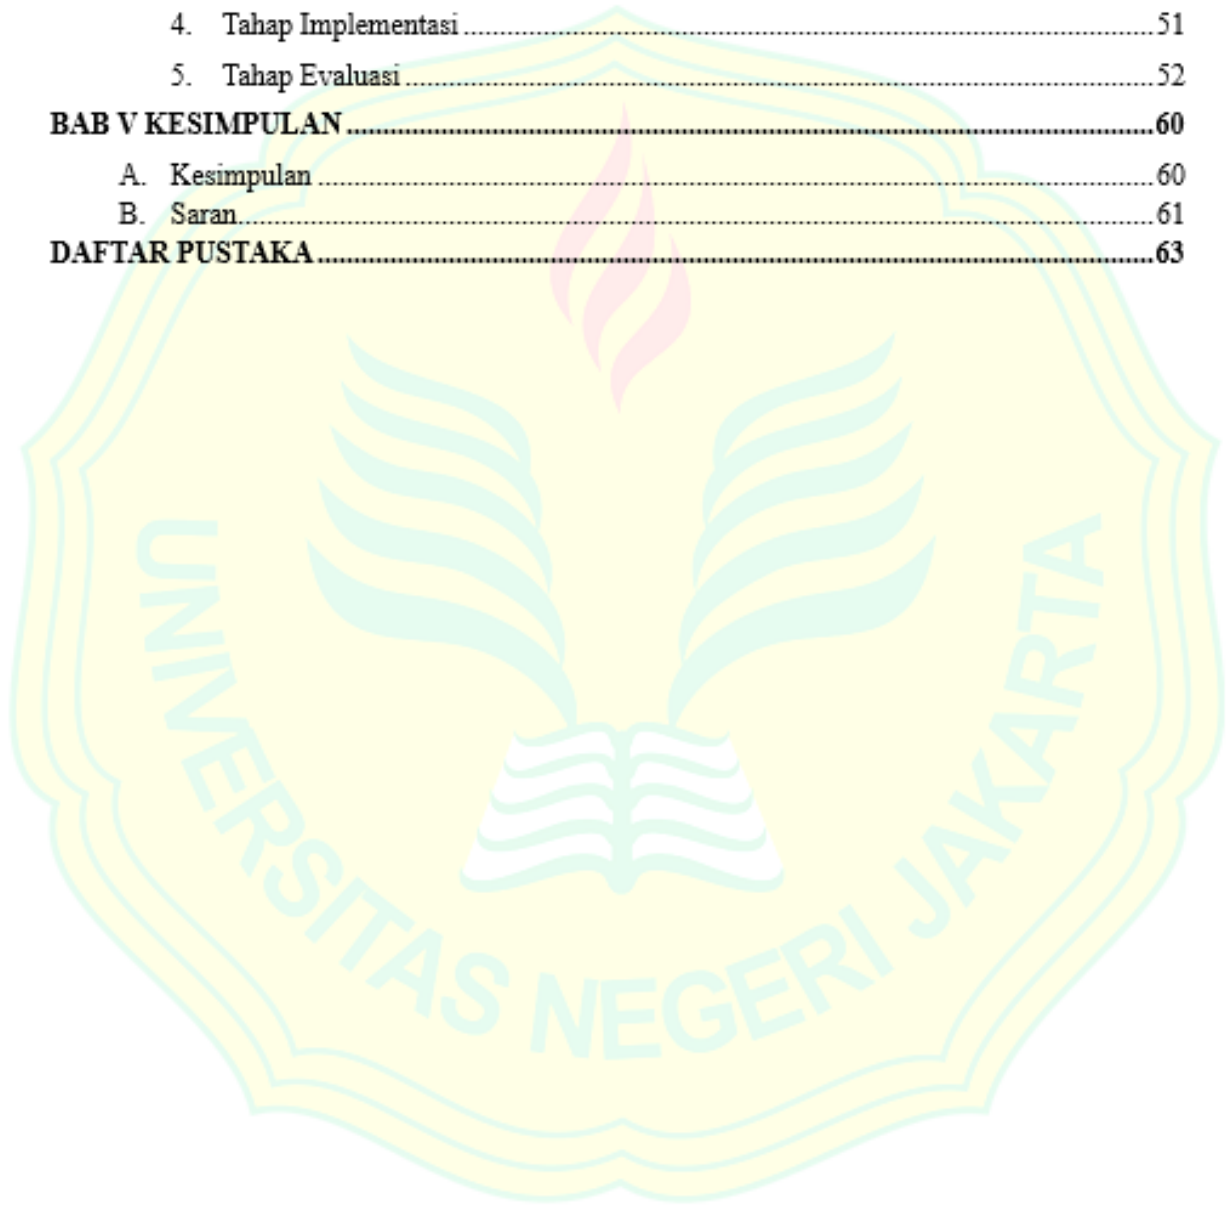 4. Tahap Implementasi ........ 51
5. Tahap Evaluasi ........ 52
BAB V KESIMPULAN ........ 60
A. Kesimpulan ........ 60
B. Saran ........ 61
DAFTAR PUSTAKA ........ 63
UNIVERSITAS NEGERI JAKARTA